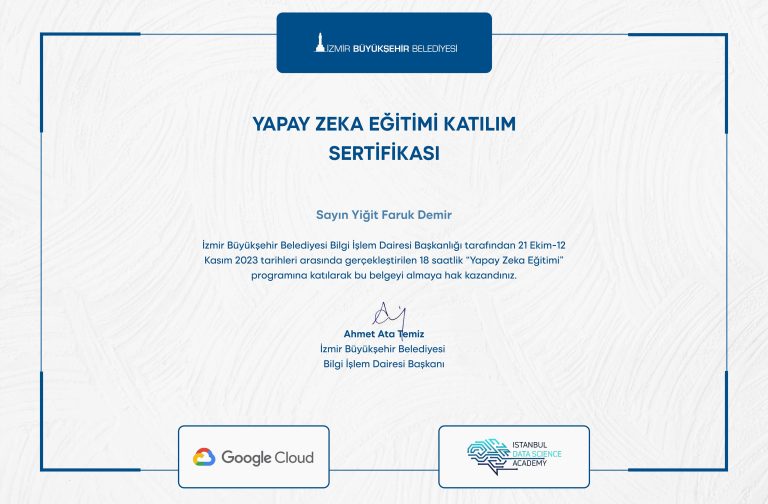 İZMİR BÜYÜKŞEHİR BELEDİYESİ
YAPAY ZEKA EĞİTİMİ KATILIM
SERTİFİKASI
Sayın Yiğit Faruk Demir
İzmir Büyükşehir Belediyesi Bilgi İşlem Dairesi Başkanlığı tarafından 21 Ekim-12
Kasım 2023 tarihleri arasında gerçekleştirilen 18 saatlik "Yapay Zeka Eğitimi"
programına katılarak bu belgeyi almaya hak kazandınız.
Ahmet Ata Temiz
İzmir Büyükşehir Belediyesi
Bilgi İşlem Dairesi Başkanı
Google Cloud
ISTANBUL
DATA SCIENCE
ACADEMY